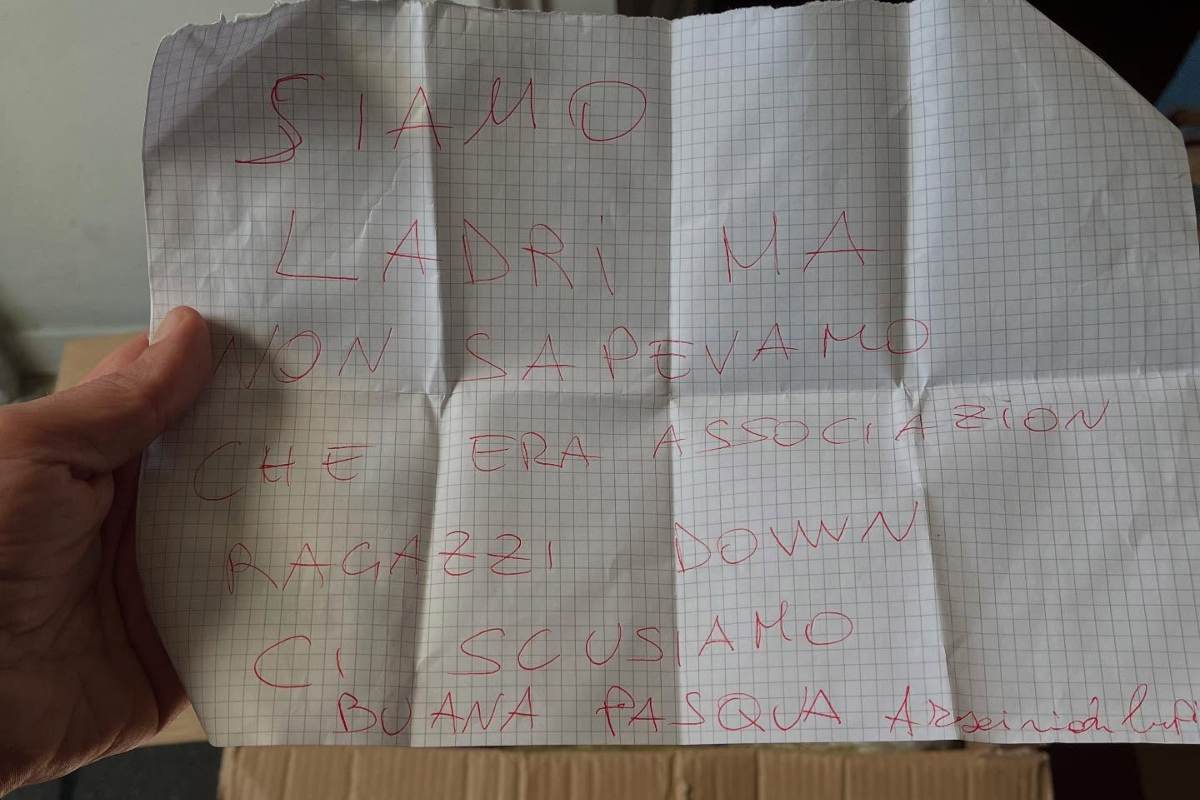 SIAMO
LADRI MA
NON SAPEVAMO
CHE ERA ASSOCIAZION
RAGAZZI DOWN
CI SCUSIAMO
BUANA PASQUA